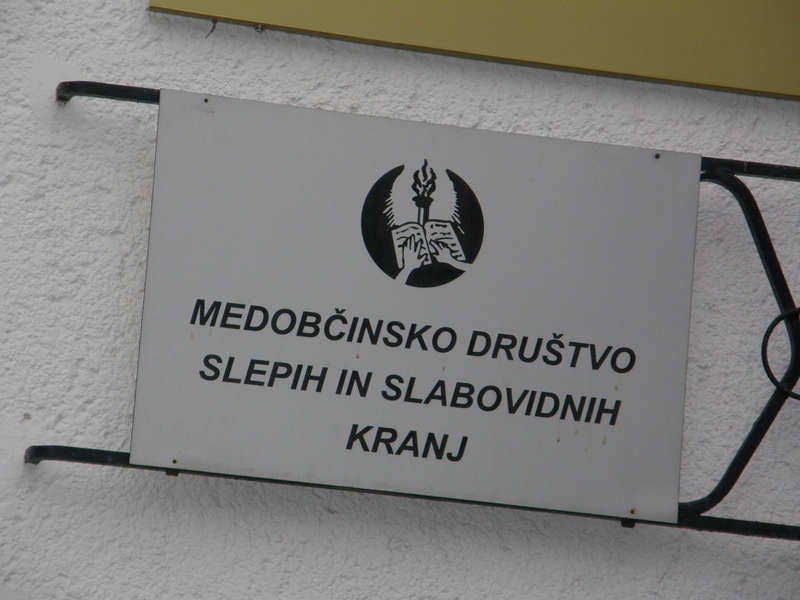 MEDOBČINSKO DRUŠTVO
SLEPIH IN SLABOVIDNIH
KRANJ